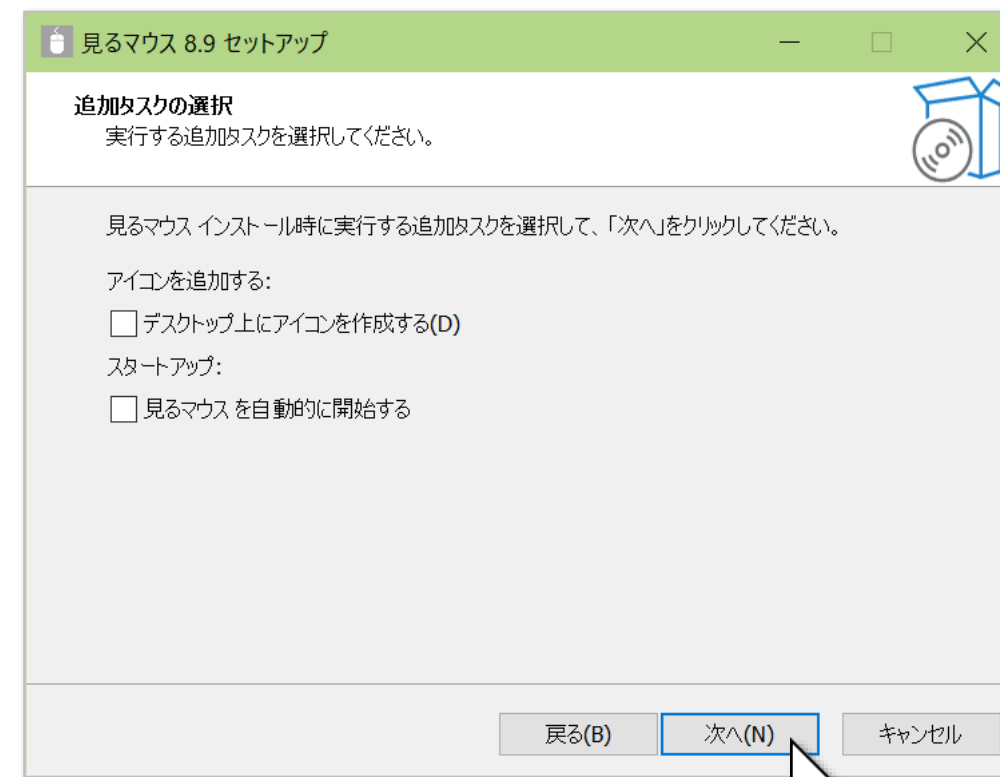 見るマウス 8.9 セットアップ
追加タスクの選択
実行する追加タスクを選択してください。
見るマウス インストール時に実行する追加タスクを選択して、「次へ」をクリックしてください。
アイコンを追加する:
デスクトップ上にアイコンを作成する(D)
スタートアップ:
見るマウス を自動的に開始する
戻る(B) 次へ(N) キャンセル